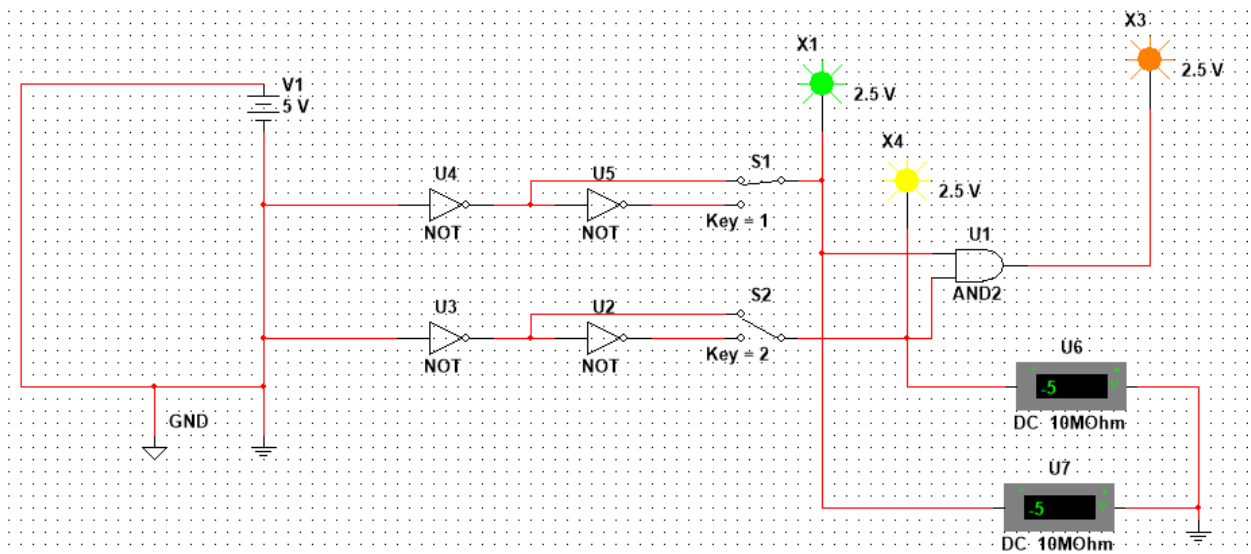 X3
2.5 V
X1
2.5 V
V1
5 V
X4
2.5 V
U4
NOT
U5
NOT
S1
Key = 1
U1
AND2
U3
NOT
U2
NOT
S2
Key = 2
GND
U6
- +
-5 V
DC 10MOhm
U7
- +
-5 V
DC 10MOhm